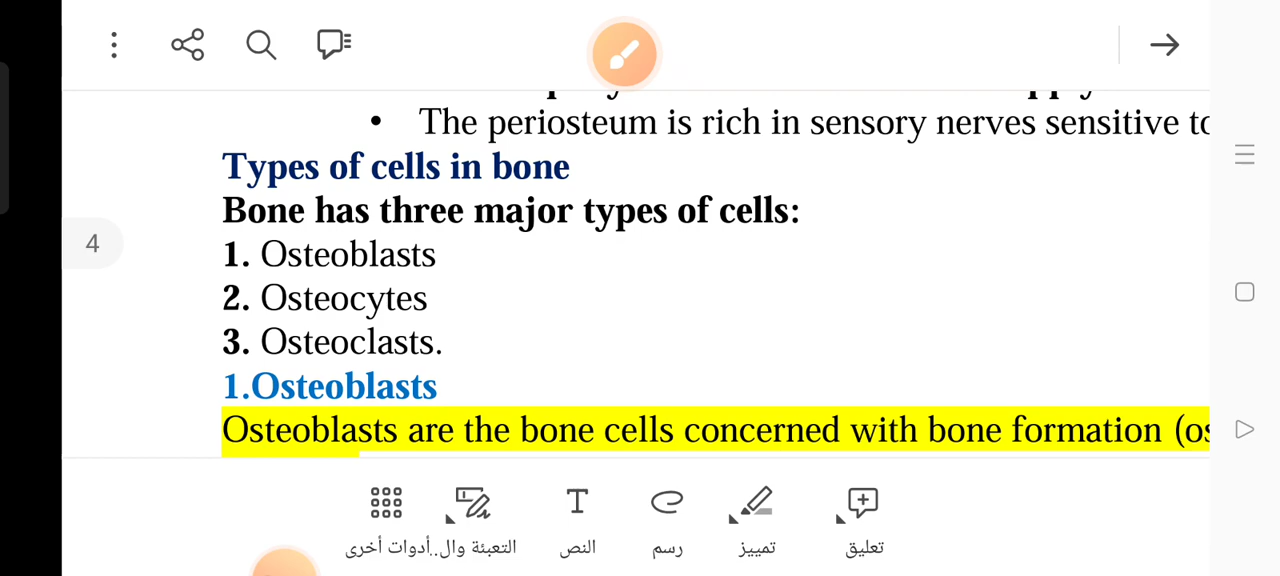 • The periosteum is rich in sensory nerves sensitive to
Types of cells in bone
Bone has three major types of cells:
1. Osteoblasts
2. Osteocytes
3. Osteoclasts.
4
1.Osteoblasts
Osteoblasts are the bone cells concerned with bone formation (os
أدوات أخرى
التعبئة وال..
T
النص
رسم
تمييز
تعليق